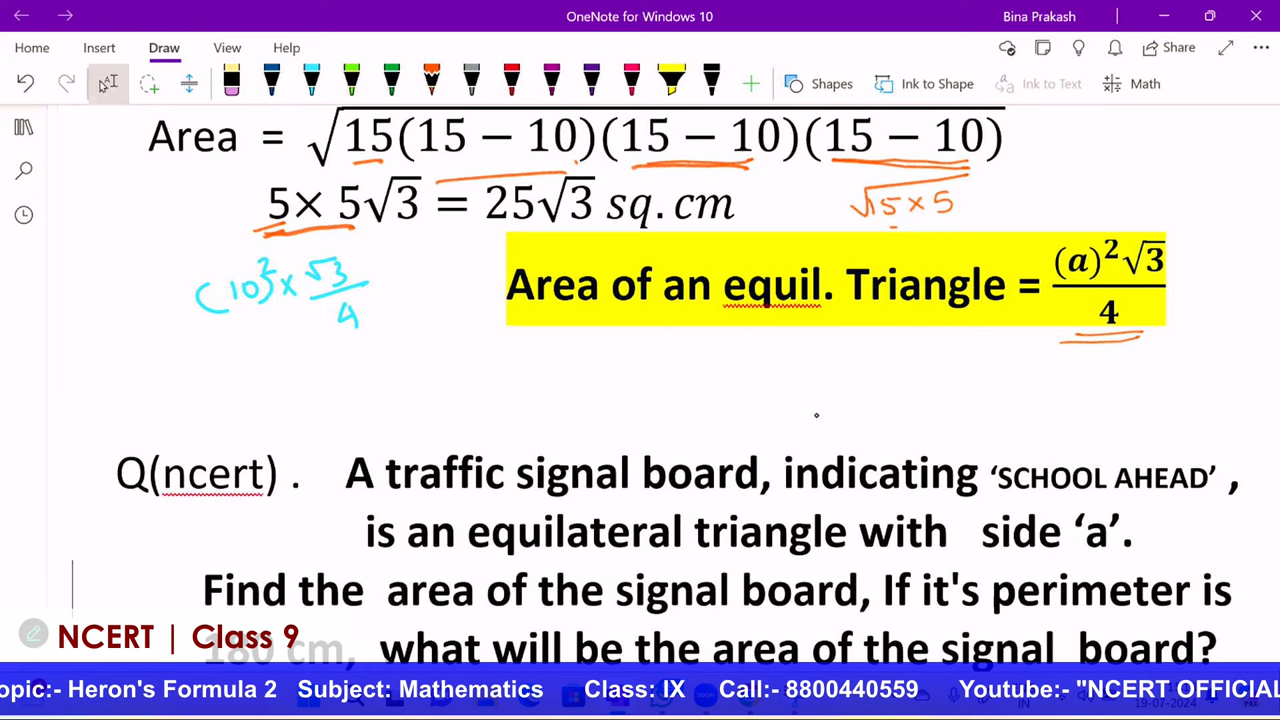 OneNote for Windows 10
Bina Prakash
Home Insert Draw View Help
Share
Shapes Ink to Shape Ink to Text Math
Area = √15(15 − 10)(15 − 10)(15 − 10)
5× 5√3 = 25√3 sq.cm
√5 × 5
(10)² × √3/4
Area of an equil. Triangle = (a)²√3/4
Q(ncert) . A traffic signal board, indicating ‘SCHOOL AHEAD’ ,
is an equilateral triangle with side ‘a’.
Find the area of the signal board, If it's perimeter is
180 cm, what will be the area of the signal board?
NCERT | Class 9
opic:- Heron's Formula 2 Subject: Mathematics Class: IX Call:- 8800440559 Youtube:- "NCERT OFFICIAL
19-07-2024